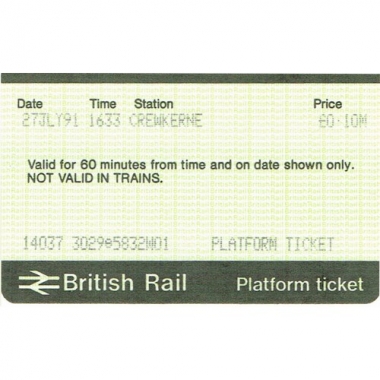 Date Time Station Price
27JLY91 1633 CREWKERNE £0·10M
Valid for 60 minutes from time and on date shown only.
NOT VALID IN TRAINS.
14037 3029 5832W01 PLATFORM TICKET
British Rail Platform ticket